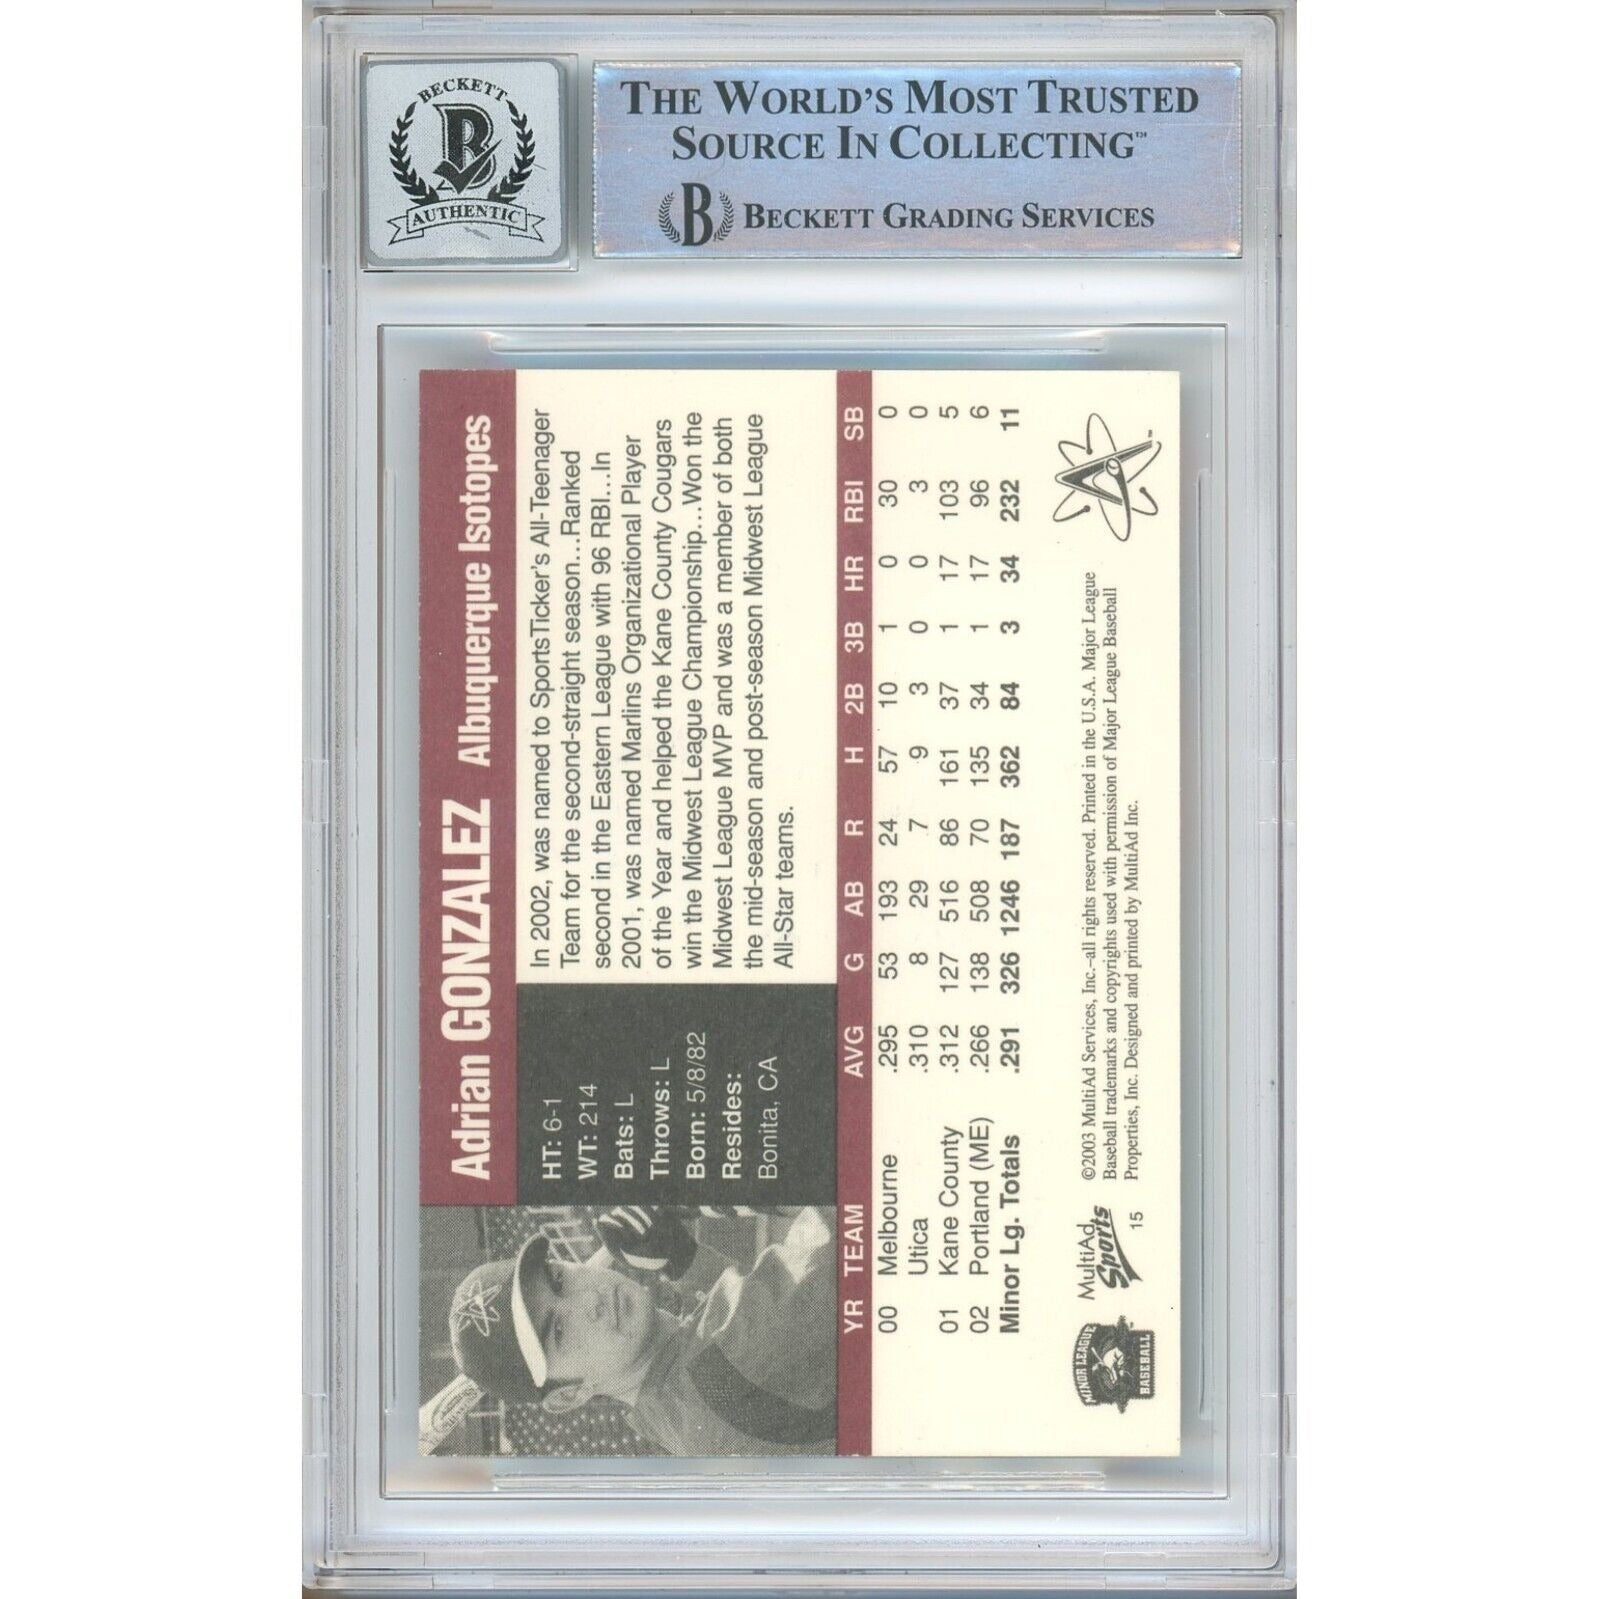 BECKETT
B
AUTHENTIC
THE WORLD'S MOST TRUSTED
SOURCE IN COLLECTING™
B BECKETT GRADING SERVICES
Adrian GONZALEZ Albuquerque Isotopes
HT: 6-1
WT: 214
Bats: L
Throws: L
Born: 5/8/82
Resides:
Bonita, CA
In 2002, was named to SportsTicker's All-Teenager
Team for the second-straight season...Ranked
second in the Eastern League with 96 RBI...In
2001, was named Marlins Organizational Player
of the Year and helped the Kane County Cougars
win the Midwest League Championship...Won the
Midwest League MVP and was a member of both
the mid-season and post-season Midwest League
All-Star teams.
YR TEAM AVG G AB R H 2B 3B HR RBI SB
00 Melbourne .295 53 193 24 57 10 1 0 30 0
Utica .310 8 29 7 9 3 0 0 3 0
01 Kane County .312 127 516 86 161 37 1 17 103 5
02 Portland (ME) .266 138 508 70 135 34 1 17 96 6
Minor Lg. Totals .291 326 1246 187 362 84 3 34 232 11
MINOR LEAGUE
BASEBALL
MultiAd
Sports
15
©2003 MultiAd Services, Inc.–all rights reserved. Printed in the U.S.A. Major League
Baseball trademarks and copyrights used with permission of Major League Baseball
Properties, Inc. Designed and printed by MultiAd Inc.
A™